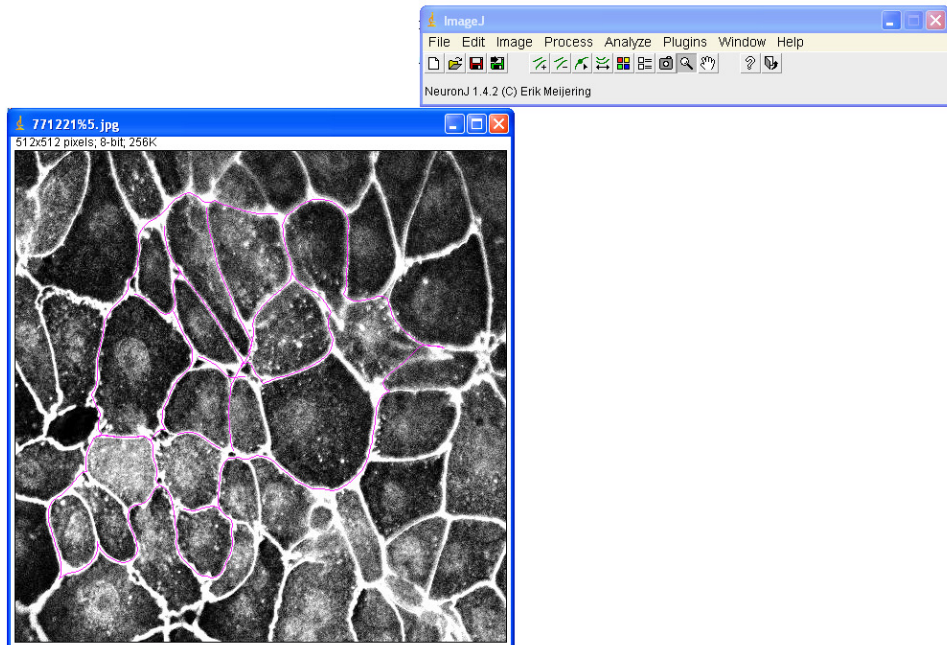 ImageJ
File Edit Image Process Analyze Plugins Window Help
NeuronJ 1.4.2 (C) Erik Meijering
771221%5.jpg
512x512 pixels; 8-bit; 256K